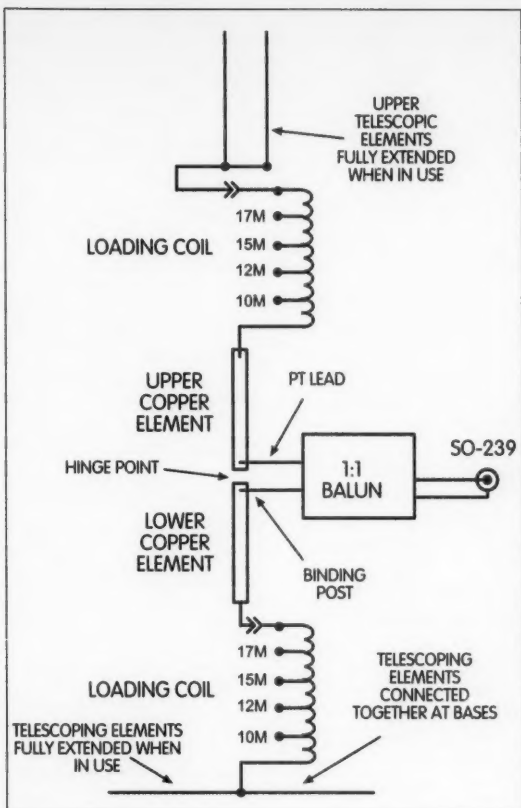 UPPER
TELESCOPIC
ELEMENTS
FULLY EXTENDED
WHEN IN USE
LOADING COIL
17M
15M
12M
10M
UPPER
COPPER
ELEMENT
PT LEAD
HINGE POINT
1:1
BALUN
SO-239
LOWER
COPPER
ELEMENT
BINDING
POST
LOADING COIL
17M
15M
12M
10M
TELESCOPING
ELEMENTS
CONNECTED
TOGETHER AT BASES
TELESCOPING ELEMENTS
FULLY EXTENDED WHEN
IN USE